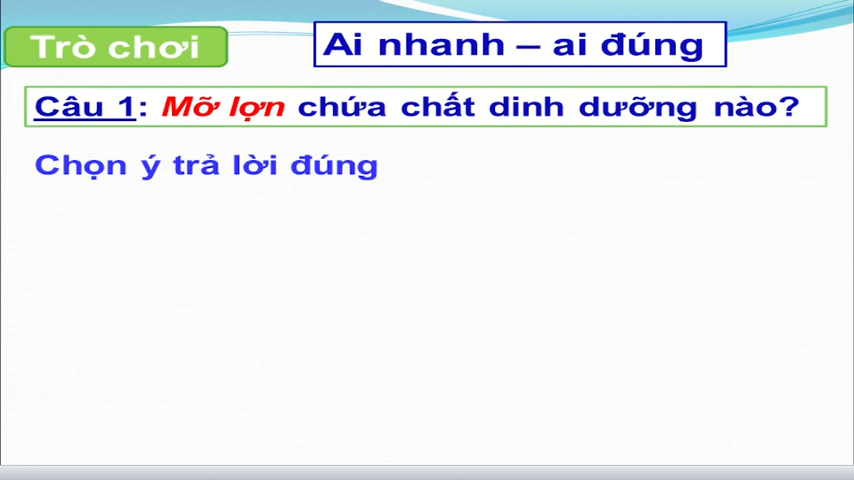 Trò chơi
Ai nhanh – ai đúng
Câu 1: Mỡ lợn chứa chất dinh dưỡng nào?
Chọn ý trả lời đúng